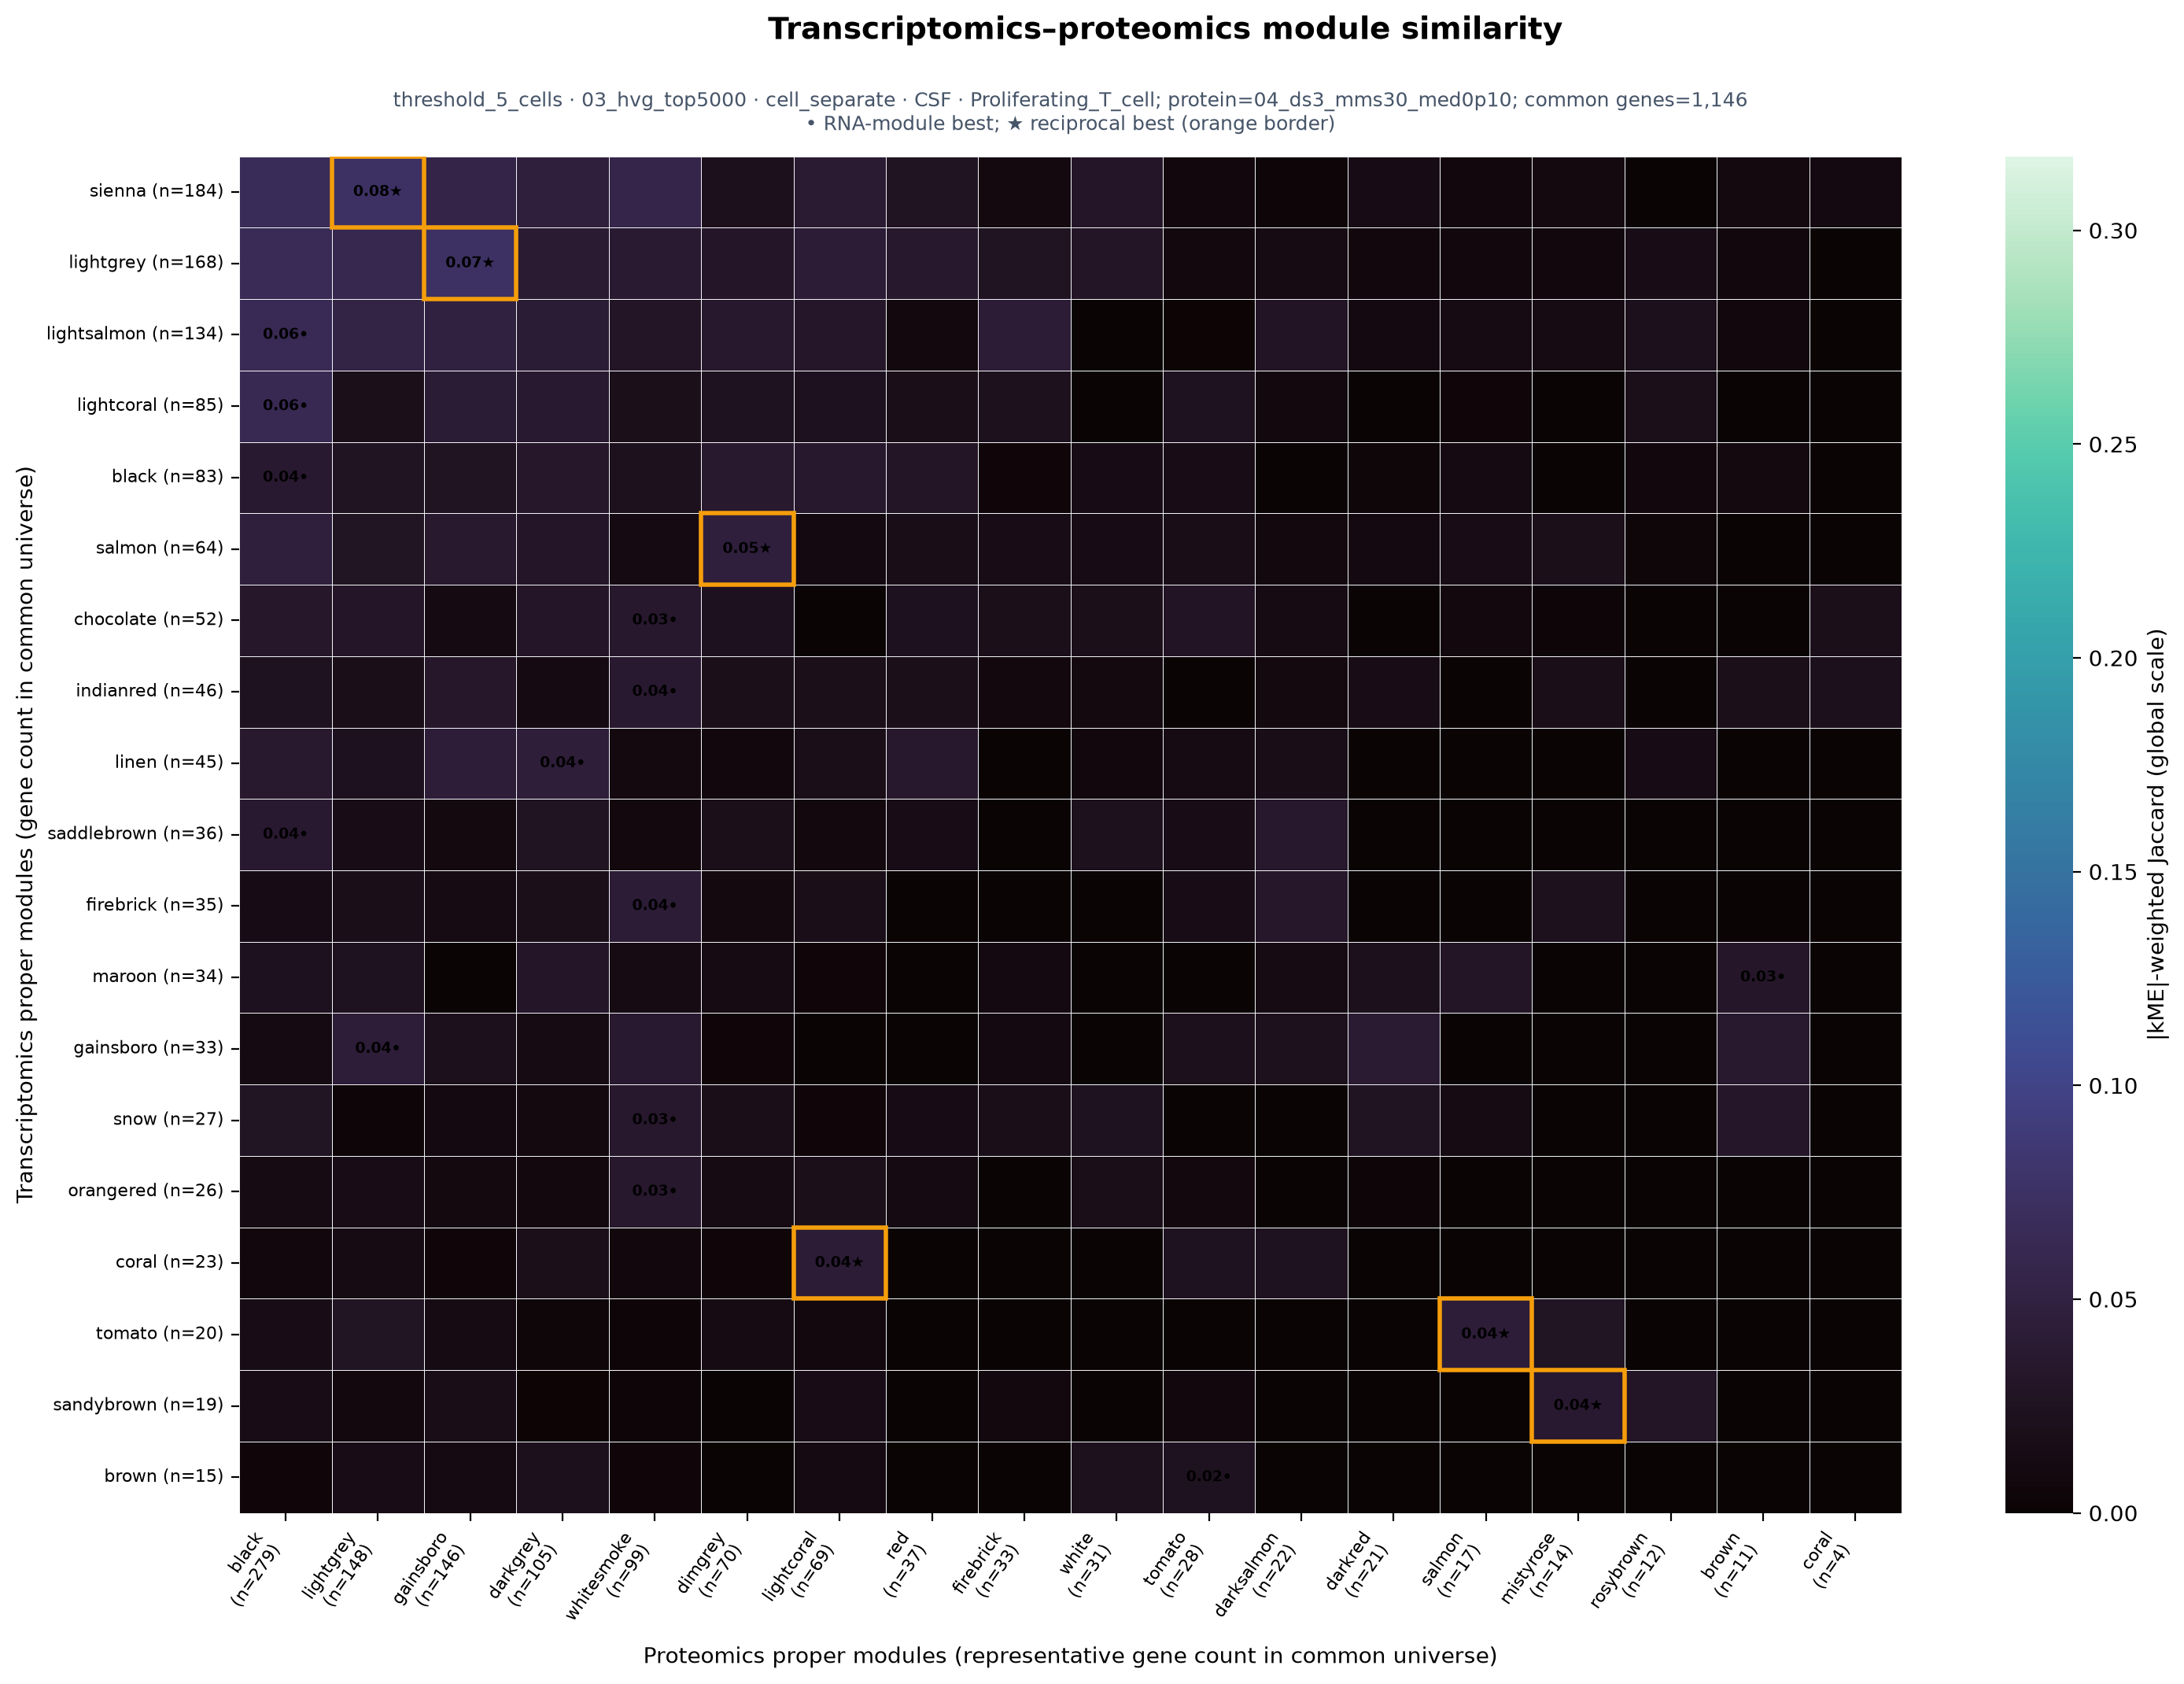 Transcriptomics–proteomics module similarity
threshold_5_cells · 03_hvg_top5000 · cell_separate · CSF · Proliferating_T_cell; protein=04_ds3_mms30_med0p10; common genes=1,146
• RNA-module best; ★ reciprocal best (orange border)
Transcriptomics proper modules (gene count in common universe)
sienna (n=184)
0.08★
lightgrey (n=168)
0.07★
lightsalmon (n=134)
0.06•
lightcoral (n=85)
0.06•
black (n=83)
0.04•
salmon (n=64)
0.05★
chocolate (n=52)
0.03•
indianred (n=46)
0.04•
linen (n=45)
0.04•
saddlebrown (n=36)
0.04•
firebrick (n=35)
0.04•
maroon (n=34)
0.03•
gainsboro (n=33)
0.04•
snow (n=27)
0.03•
orangered (n=26)
0.03•
coral (n=23)
0.04★
tomato (n=20)
0.04★
sandybrown (n=19)
0.04★
brown (n=15)
0.02•
black
(n=279)
lightgrey
(n=148)
gainsboro
(n=146)
darkgrey
(n=105)
whitesmoke
(n=99)
dimgrey
(n=70)
lightcoral
(n=69)
red
(n=37)
firebrick
(n=33)
white
(n=31)
tomato
(n=28)
darksalmon
(n=22)
darkred
(n=21)
salmon
(n=17)
mistyrose
(n=14)
rosybrown
(n=12)
brown
(n=11)
coral
(n=4)
Proteomics proper modules (representative gene count in common universe)
0.30
0.25
0.20
0.15
0.10
0.05
0.00
|kME|-weighted Jaccard (global scale)